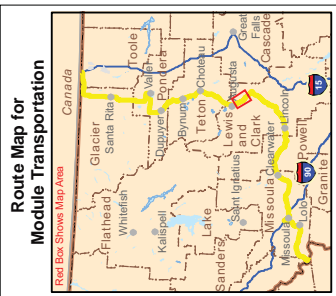 Route Map for
Module Transportation
Red Box Shows Map Area
Canada
Glacier
Toole
Santa Rita
Flathead
Whitefish
Valier
Pondera
Dupuyer
Kalispell
Bynum
Choteau
Teton
Great
Falls
Cascade
Lake
Augusta
Lewis
and
Clark
15
Sanders
Saint Ignatius
Lincoln
Missoula
Clearwater
Powell
90
Missoula
Lolo
Granite